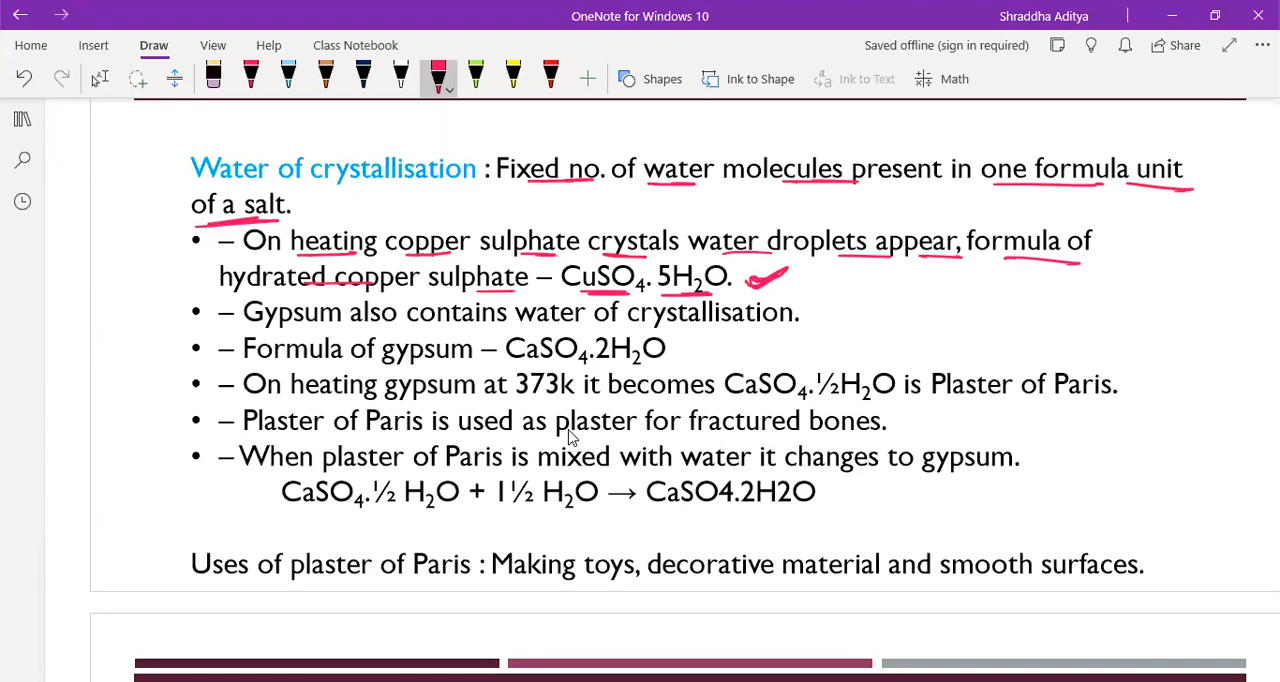 OneNote for Windows 10
Shraddha Aditya
Home Insert Draw View Help Class Notebook
Saved offline (sign in required) Share
Shapes Ink to Shape Ink to Text Math
Water of crystallisation : Fixed no. of water molecules present in one formula unit
of a salt.
• – On heating copper sulphate crystals water droplets appear, formula of
hydrated copper sulphate – CuSO₄. 5H₂O.
• – Gypsum also contains water of crystallisation.
• – Formula of gypsum – CaSO₄.2H₂O
• – On heating gypsum at 373k it becomes CaSO₄.½H₂O is Plaster of Paris.
• – Plaster of Paris is used as plaster for fractured bones.
• – When plaster of Paris is mixed with water it changes to gypsum.
CaSO₄.½ H₂O + 1½ H₂O → CaSO4.2H2O
Uses of plaster of Paris : Making toys, decorative material and smooth surfaces.